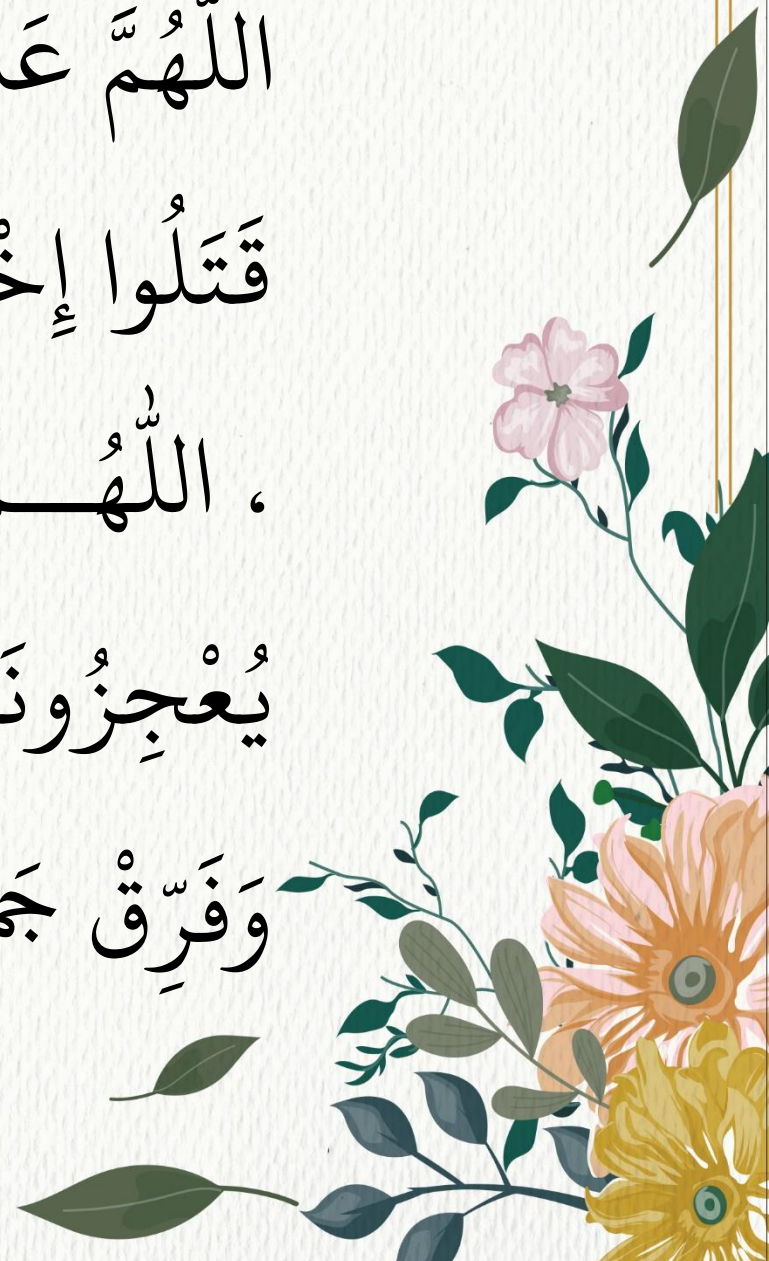 اللّٰهُمَّ
قَتَلُوا
، اللّٰهُـــ
يُعْجِزُونَ
وَفَرِّقْ